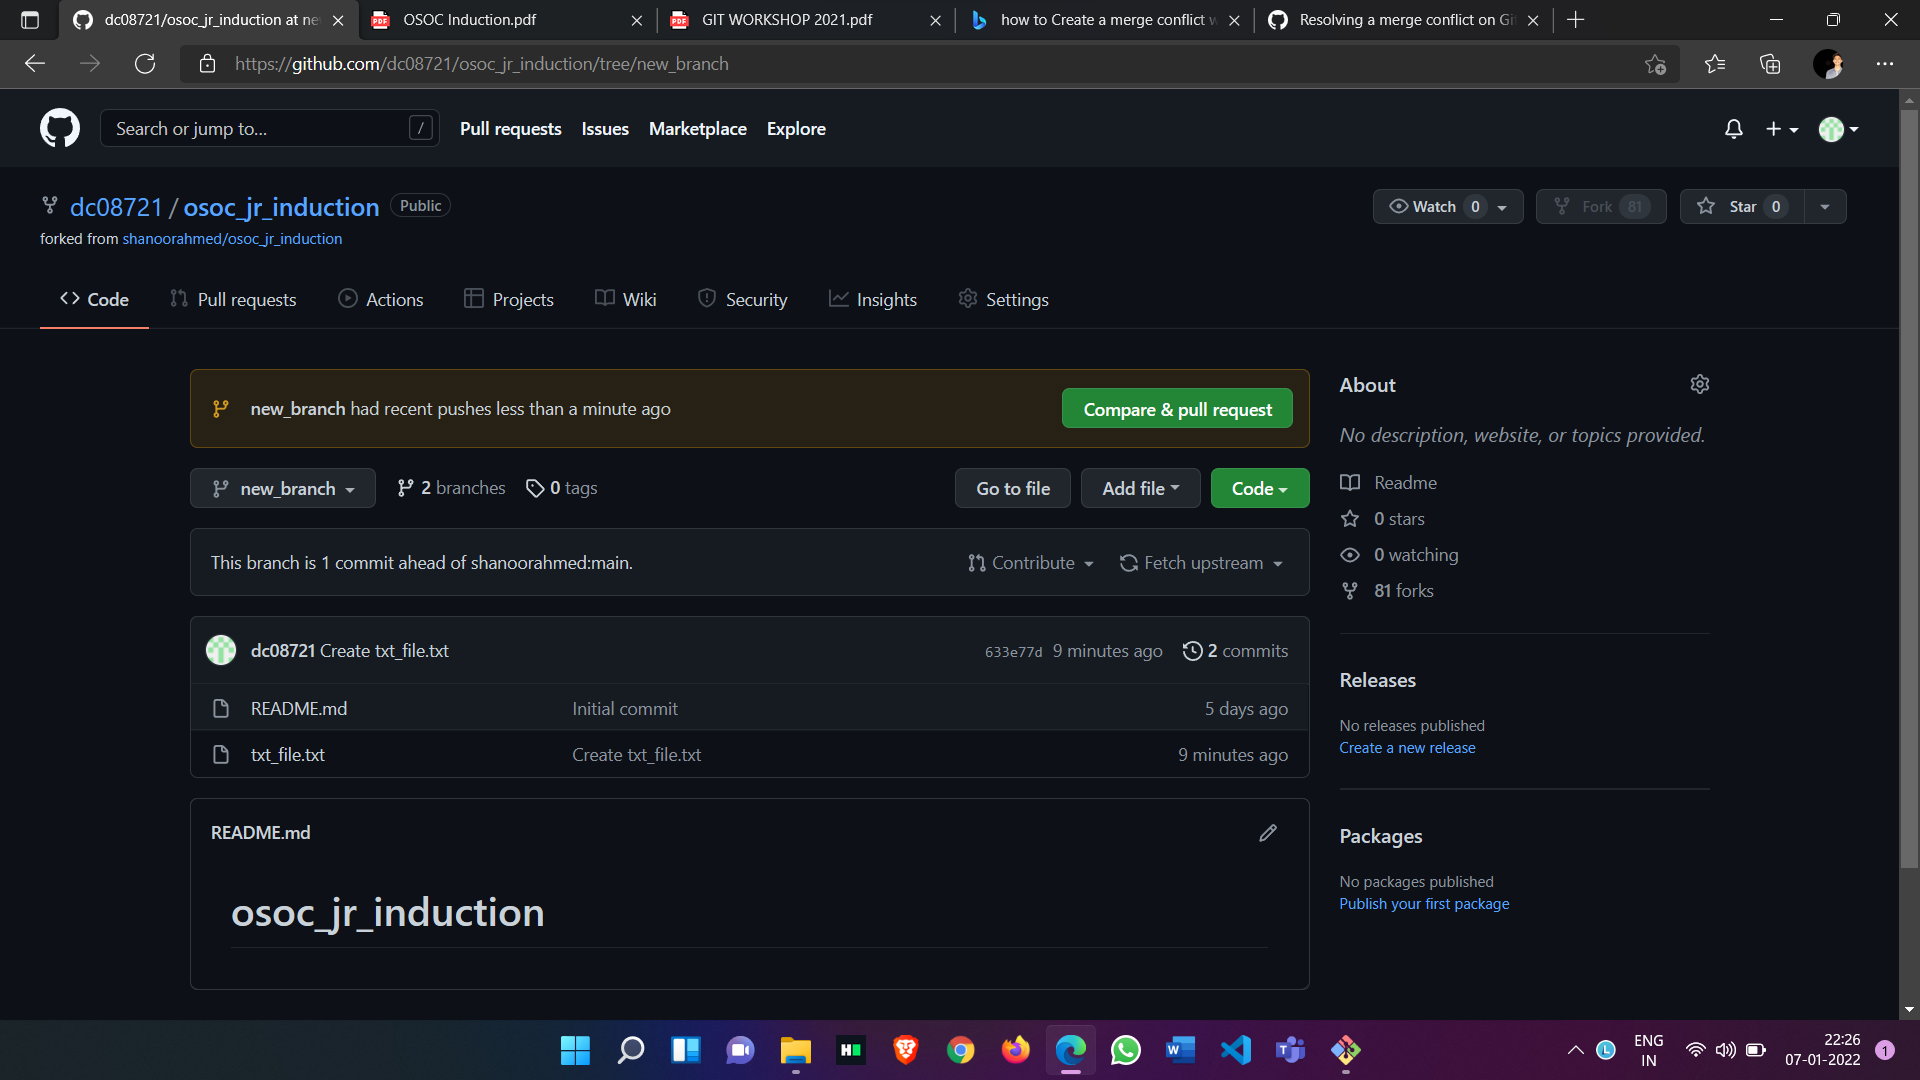 dc08721/osoc_jr_induction at ne
OSOC Induction.pdf
GIT WORKSHOP 2021.pdf
how to Create a merge conflict w
Resolving a merge conflict on Git
https://github.com/dc08721/osoc_jr_induction/tree/new_branch
Search or jump to... /
Pull requests Issues Marketplace Explore
dc08721 / osoc_jr_induction Public
Watch 0 Fork 81 Star 0
forked from shanoorahmed/osoc_jr_induction
Code Pull requests Actions Projects Wiki Security Insights Settings
new_branch had recent pushes less than a minute ago Compare & pull request
new_branch 2 branches 0 tags Go to file Add file Code
This branch is 1 commit ahead of shanoorahmed:main. Contribute Fetch upstream
dc08721 Create txt_file.txt 633e77d 9 minutes ago 2 commits
README.md Initial commit 5 days ago
txt_file.txt Create txt_file.txt 9 minutes ago
README.md
osoc_jr_induction
About
No description, website, or topics provided.
Readme
0 stars
0 watching
81 forks
Releases
No releases published
Create a new release
Packages
No packages published
Publish your first package
ENG
IN
22:26
07-01-2022
1